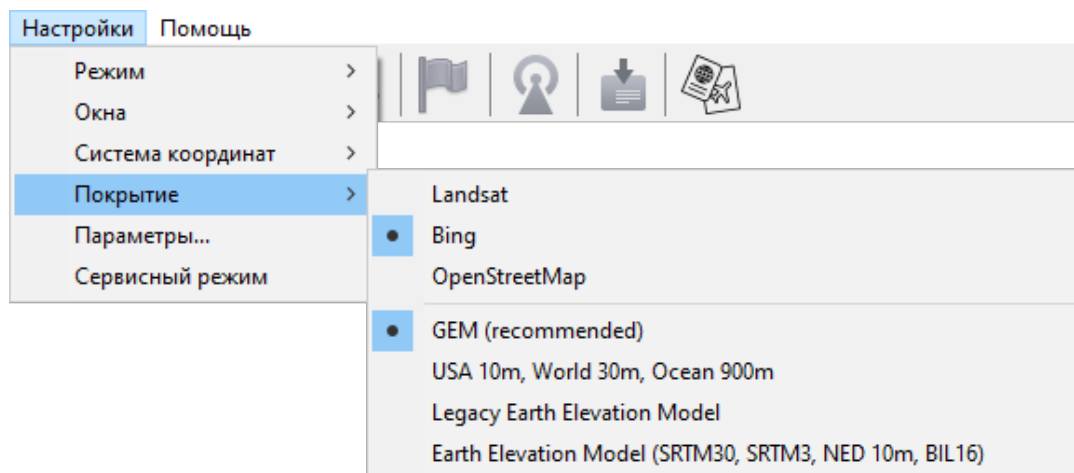 Настройки Помощь
Режим
Окна
Система координат
Покрытие
Параметры...
Сервисный режим
Landsat
Bing
OpenStreetMap
GEM (recommended)
USA 10m, World 30m, Ocean 900m
Legacy Earth Elevation Model
Earth Elevation Model (SRTM30, SRTM3, NED 10m, BIL16)